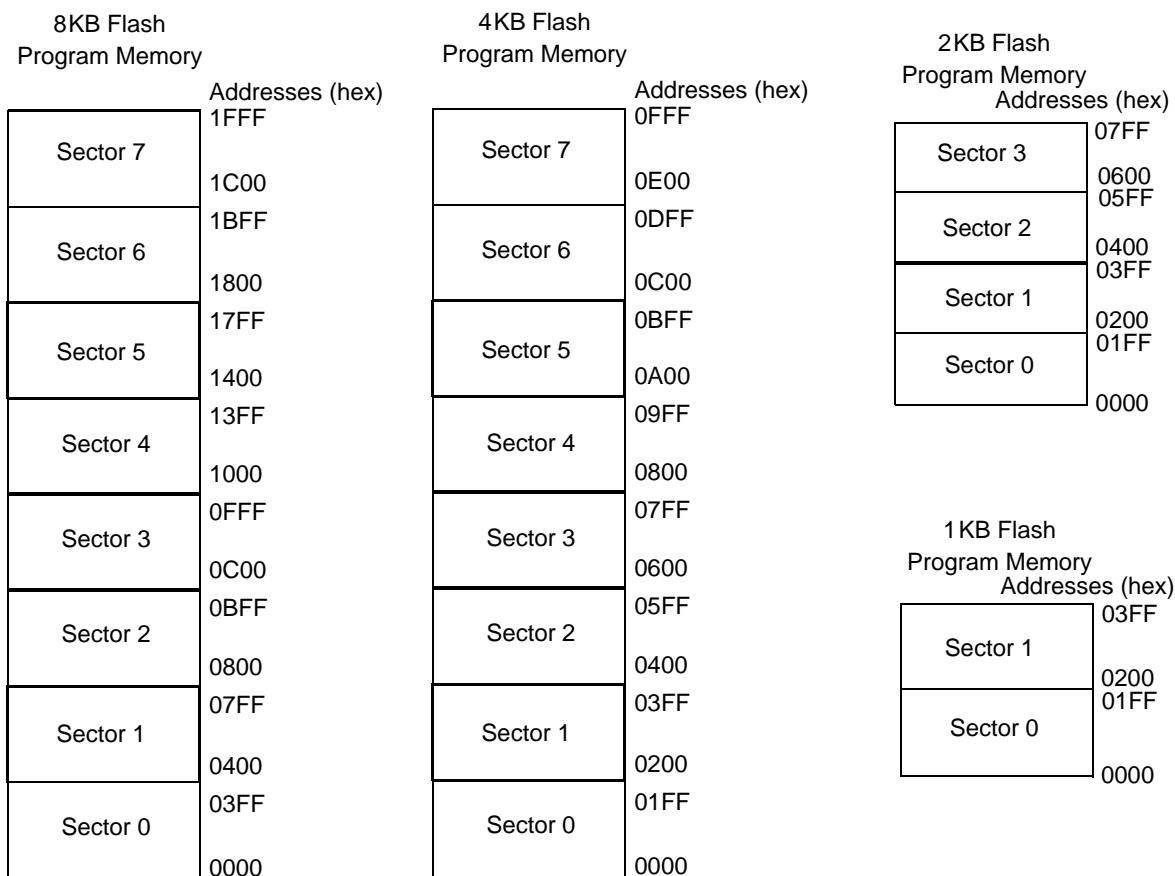 8KB Flash
Program Memory
Addresses (hex)
1FFF
Sector 7
1C00
1BFF
Sector 6
1800
17FF
Sector 5
1400
13FF
Sector 4
1000
0FFF
Sector 3
0C00
0BFF
Sector 2
0800
07FF
Sector 1
0400
03FF
Sector 0
0000
4KB Flash
Program Memory
Addresses (hex)
0FFF
Sector 7
0E00
0DFF
Sector 6
0C00
0BFF
Sector 5
0A00
09FF
Sector 4
0800
07FF
Sector 3
0600
05FF
Sector 2
0400
03FF
Sector 1
0200
01FF
Sector 0
0000
2KB Flash
Program Memory
Addresses (hex)
07FF
Sector 3
0600
05FF
Sector 2
0400
03FF
Sector 1
0200
01FF
Sector 0
0000
1KB Flash
Program Memory
Addresses (hex)
03FF
Sector 1
0200
01FF
Sector 0
0000